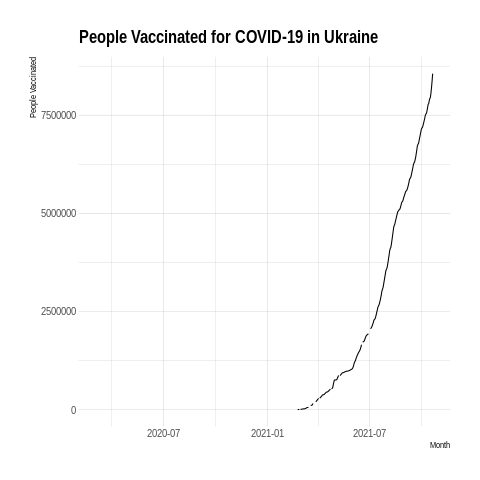 People Vaccinated for COVID-19 in Ukraine
People Vaccinated
7500000
5000000
2500000
0
2020-07 2021-01 2021-07
Month